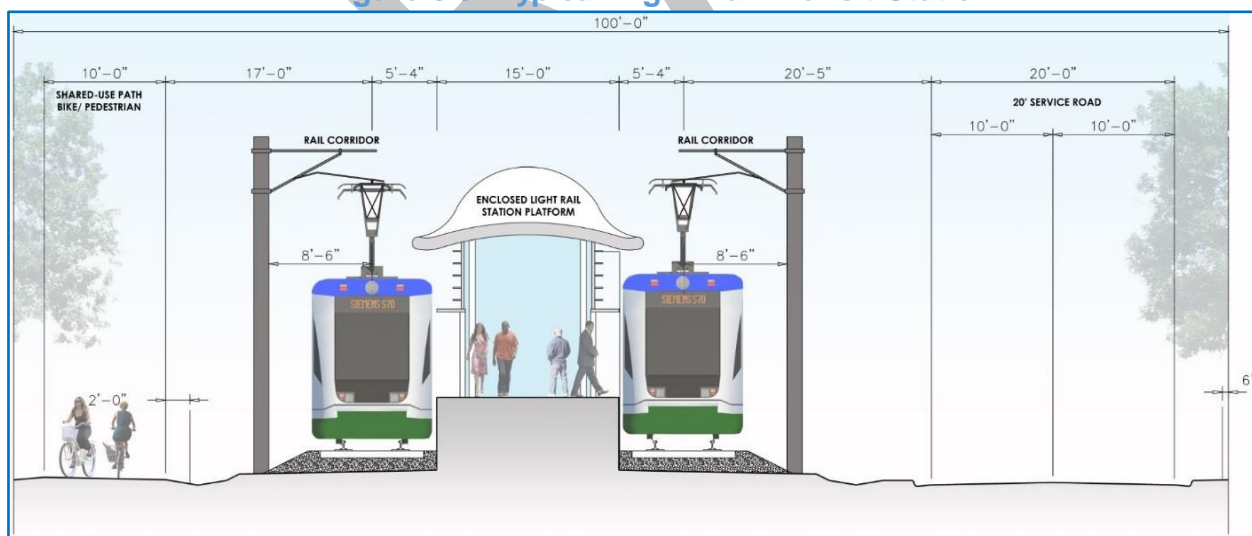 100'-0"
10'-0" 17'-0" 5'-4" 15'-0" 5'-4" 20'-5" 20'-0"
SHARED-USE PATH
BIKE/ PEDESTRIAN
20' SERVICE ROAD
10'-0" 10'-0"
RAIL CORRIDOR
RAIL CORRIDOR
ENCLOSED LIGHT RAIL
STATION PLATFORM
8'-6" 8'-6"
SIEMENS S70
SIEMENS S70
2'-0"